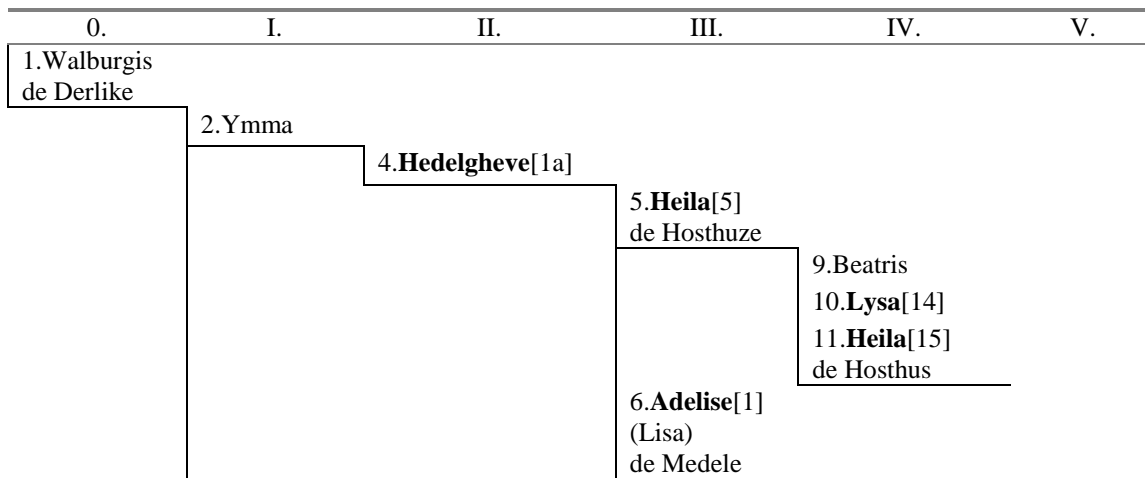 0. I. II. III. IV. V.
1.Walburgis
de Derlike
2.Ymma
4.Hedelgheve[1a]
5.Heila[5]
de Hosthuze
9.Beatris
10.Lysa[14]
11.Heila[15]
de Hosthus
6.Adelise[1]
(Lisa)
de Medele